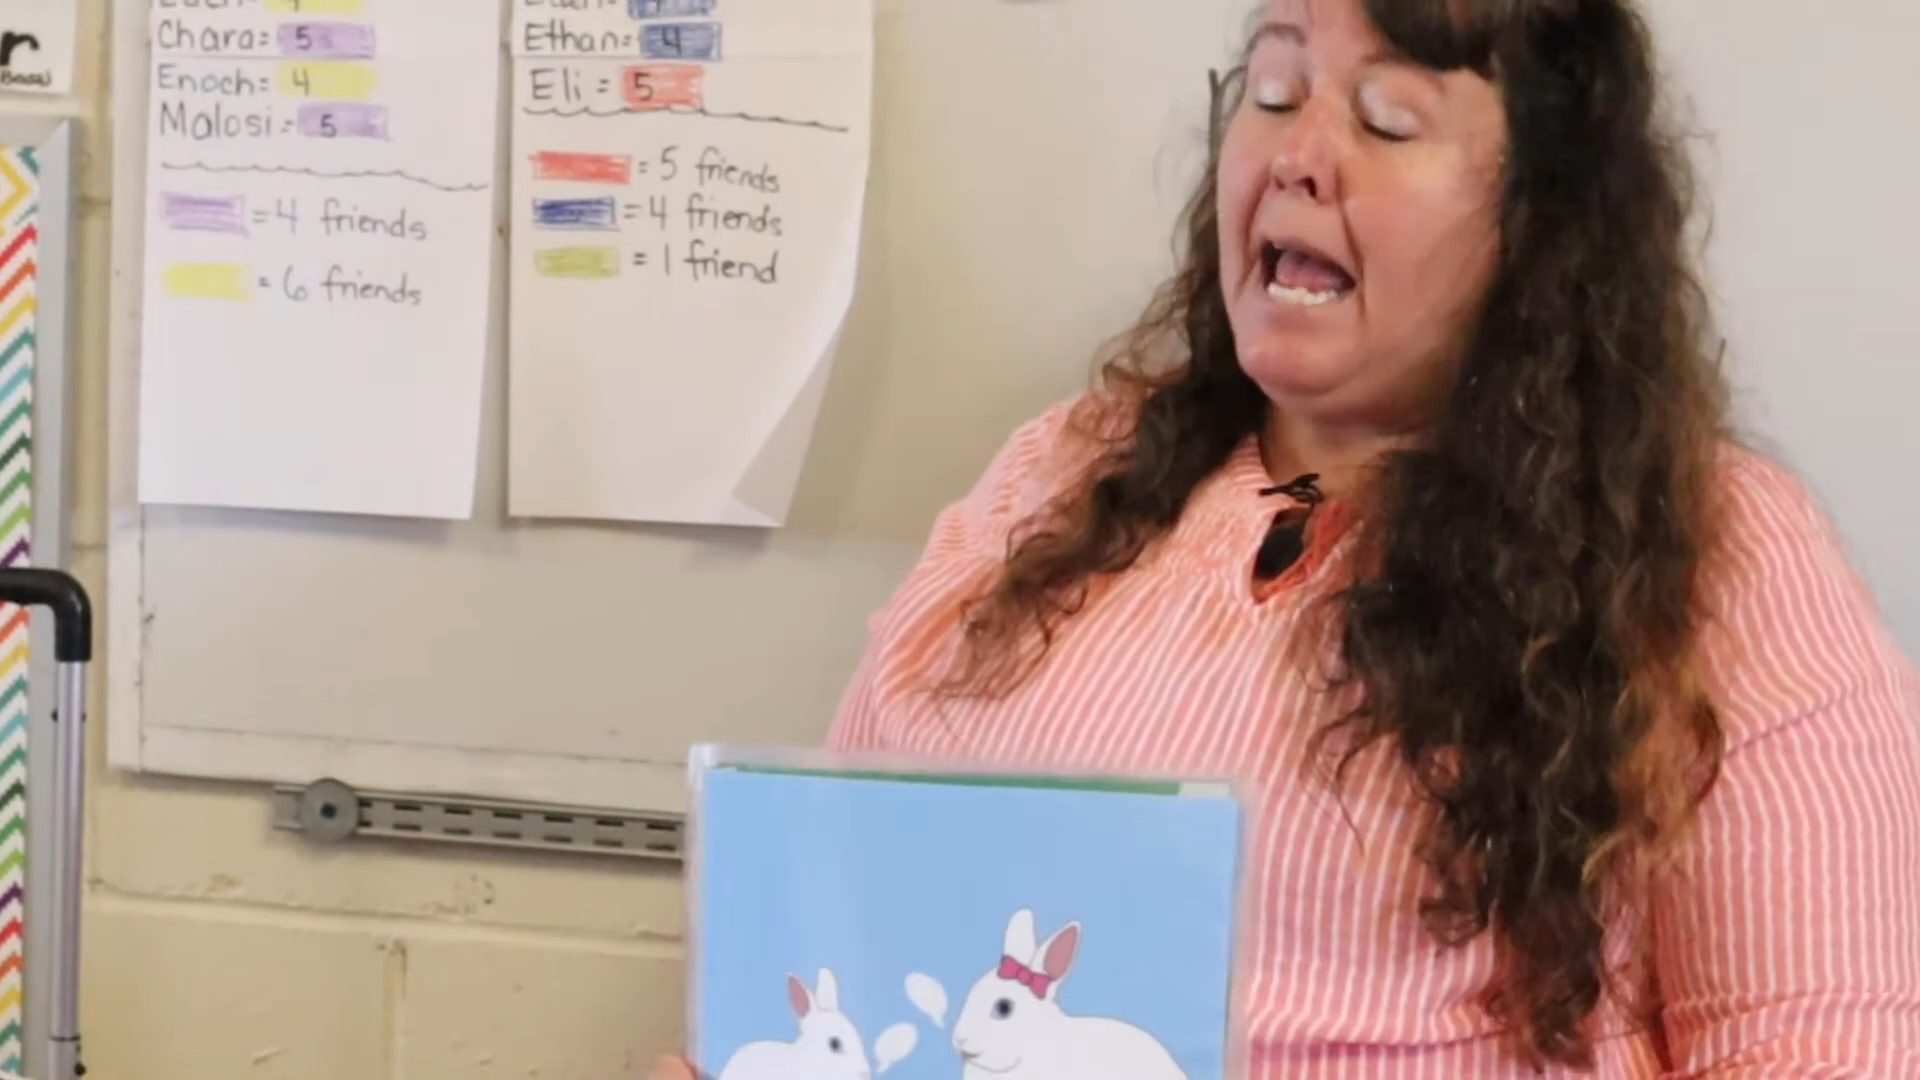 r
Chara = 5
Enoch = 4
Malosi = 5
= 4 friends
= 6 friends
Ethan = 4
Eli = 5
= 5 friends
= 4 friends
= 1 friend